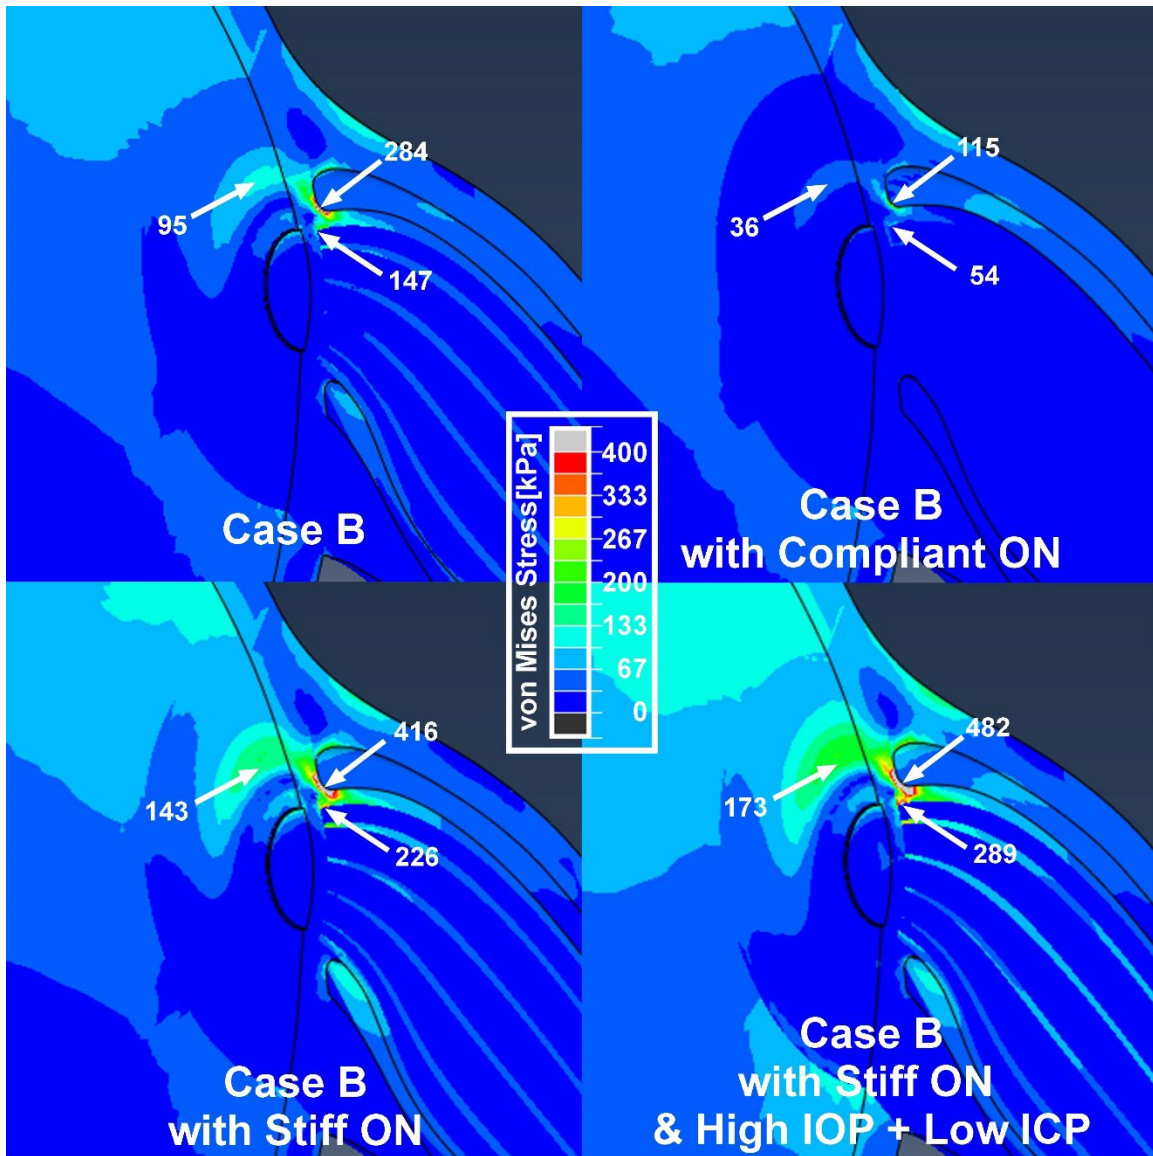 284
95
147
Case B
115
36
54
Case B
with Compliant ON
von Mises Stress[kPa]
400
333
267
200
133
67
0
416
143
226
Case B
with Stiff ON
482
173
289
Case B
with Stiff ON
& High IOP + Low ICP